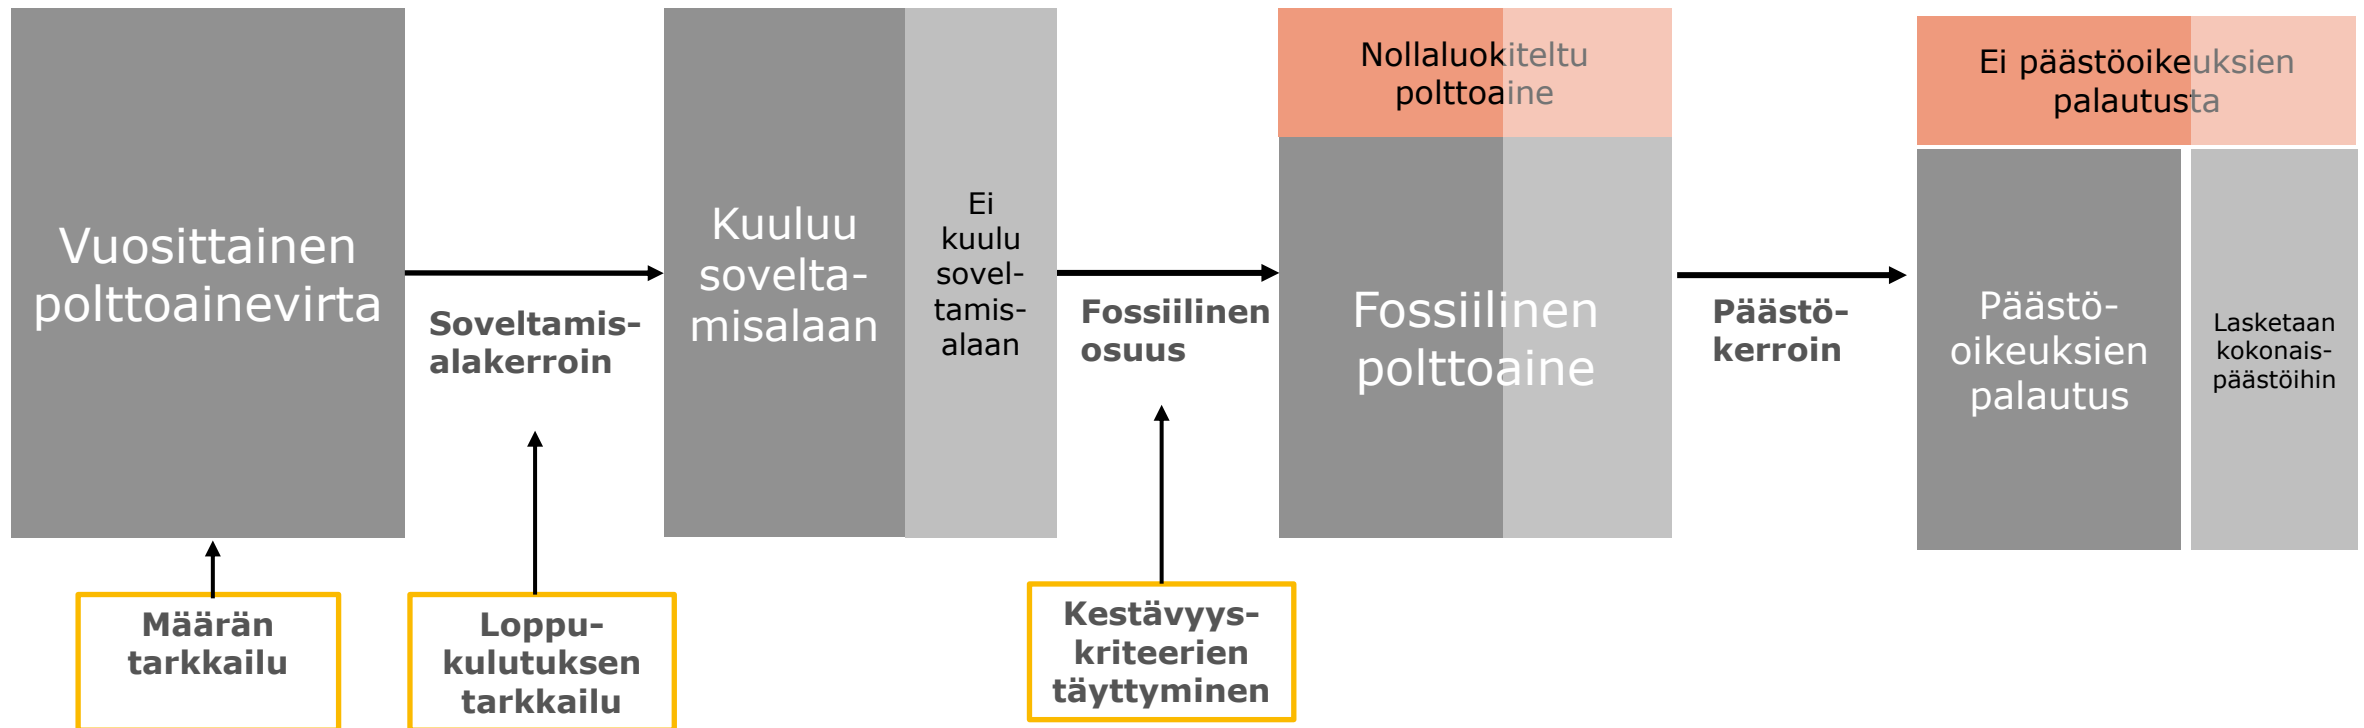 Vuosittainen
polttoainevirta
Soveltamis-
alakerroin
Kuuluu
sovelta-
misalaan
Ei
kuulu
sovel-
tamis-
alaan
Fossiilinen
osuus
Nollaluokiteltu
polttoaine
Fossiilinen
polttoaine
Päästö-
kerroin
Ei päästöoikeuksien
palautusta
Päästö-
oikeuksien
palautus
Lasketaan
kokonais-
päästöihin
Määrän
tarkkailu
Loppu-
kulutuksen
tarkkailu
Kestävyys-
kriteerien
täyttyminen